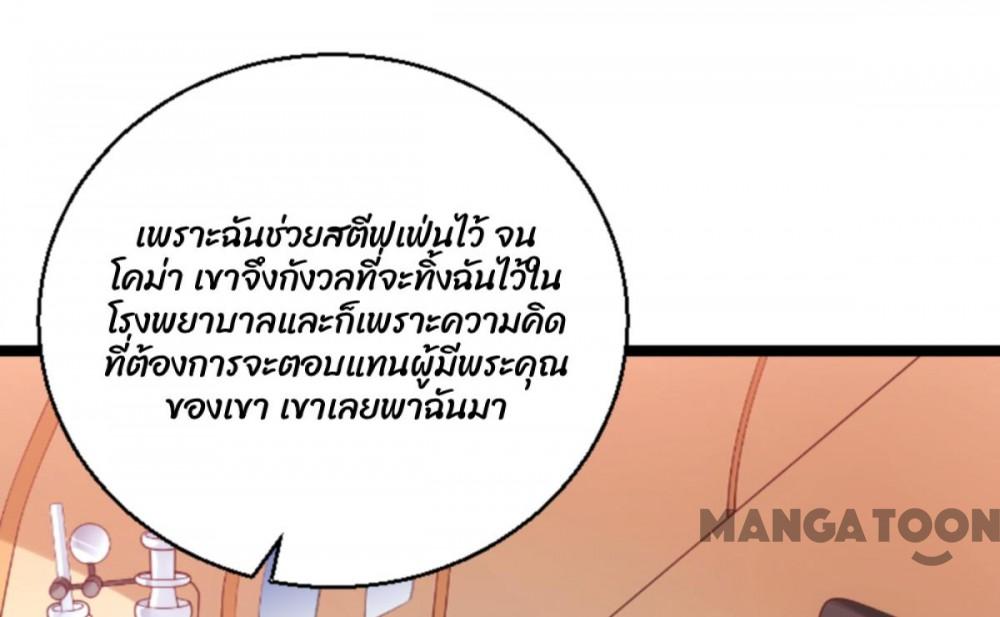 เพราะฉันช่วยสตีฟเฟ่นไว้ จน
โคม่า เขาจึงกังวลที่จะทิ้งฉันไว้ใน
โรงพยาบาลและก็เพราะความคิด
ที่ต้องการจะตอบแทนผู้มีพระคุณ
ของเขา เขาเลยพาฉันมา
MANGATOON